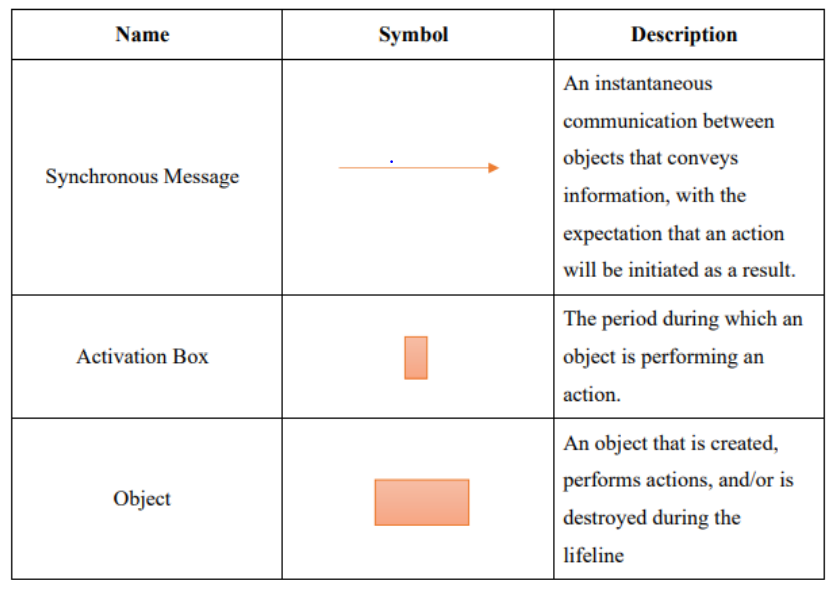 Name Symbol Description
Synchronous Message
An instantaneous
communication between
objects that conveys
information, with the
expectation that an action
will be initiated as a result.
Activation Box
The period during which an
object is performing an
action.
Object
An object that is created,
performs actions, and/or is
destroyed during the
lifeline